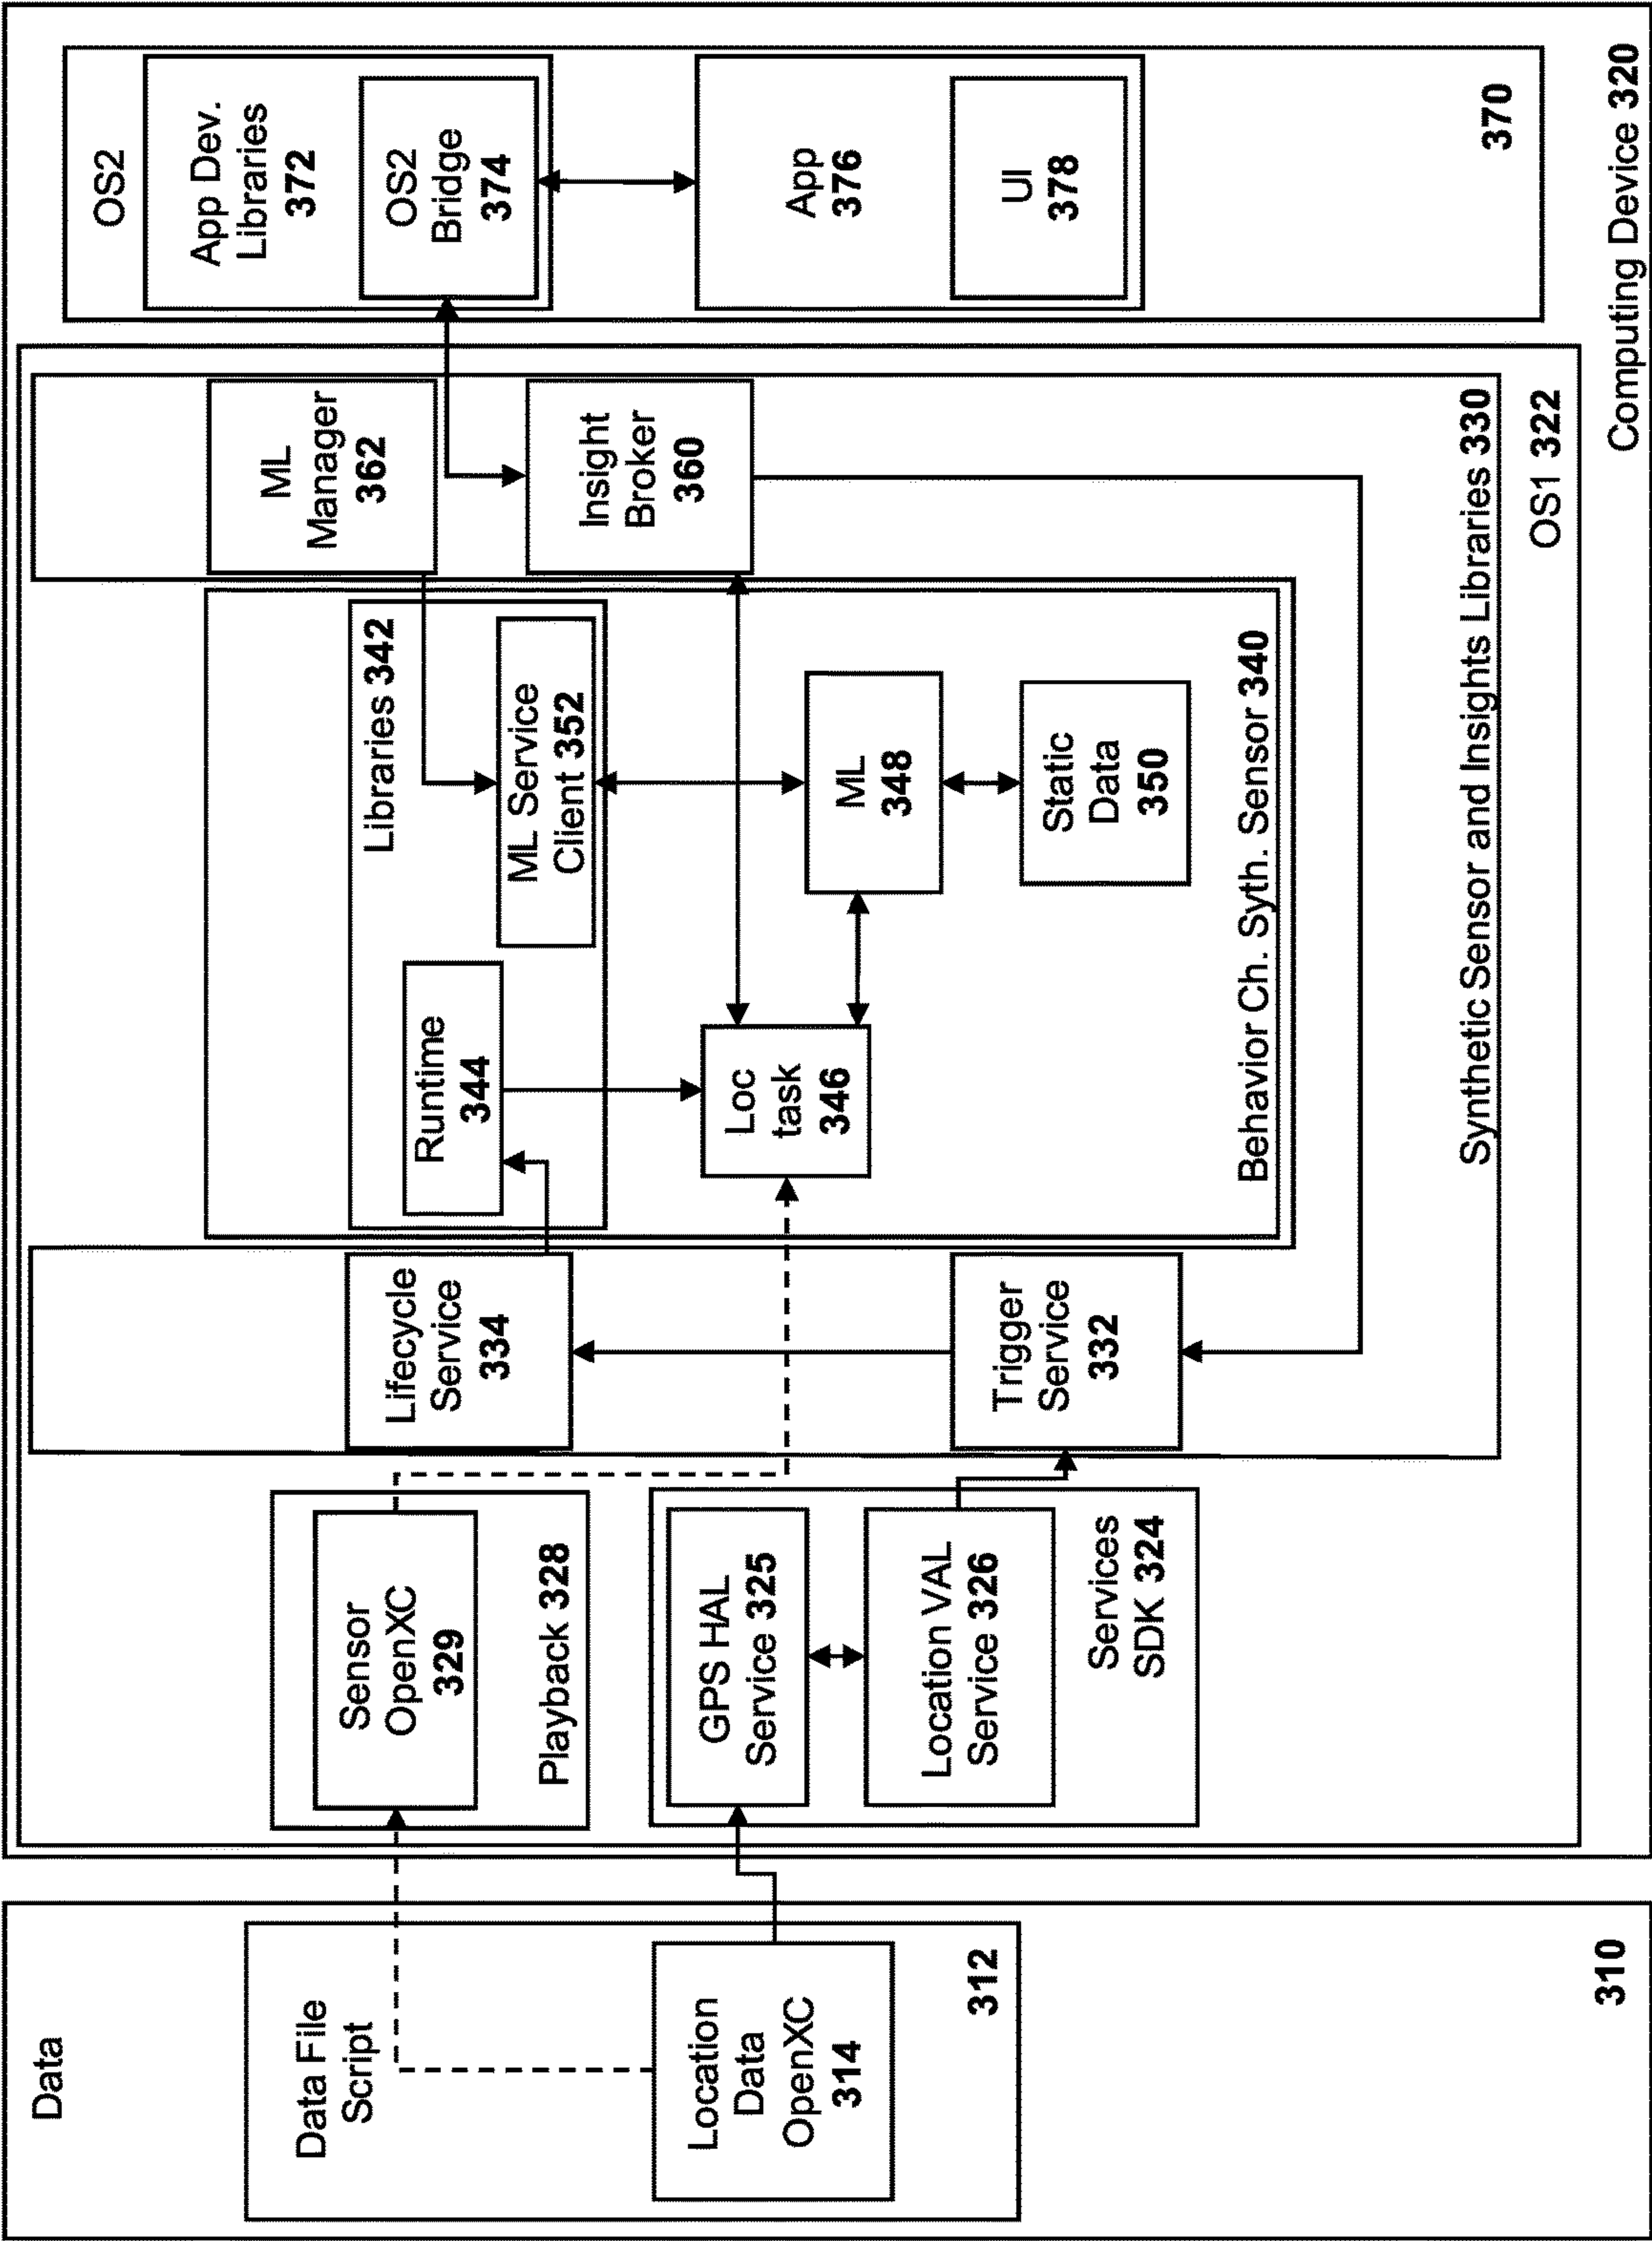 Data
Data File
Script
Location
Data
OpenXC
314
312
310
Sensor
OpenXC
329
Playback 328
GPS HAL
Service 325
Location VAL
Service 326
Services
SDK 324
Lifecycle
Service
334
Trigger
Service
332
Libraries 342
Runtime
344
ML Service
Client 352
Loc
task
346
ML
348
Static
Data
350
Behavior Ch. Syth. Sensor 340
ML
Manager
362
Insight
Broker
360
Synthetic Sensor and Insights Libraries 330
OS1 322
OS2
App Dev.
Libraries
372
OS2
Bridge
374
App
376
UI
378
370
Computing Device 320